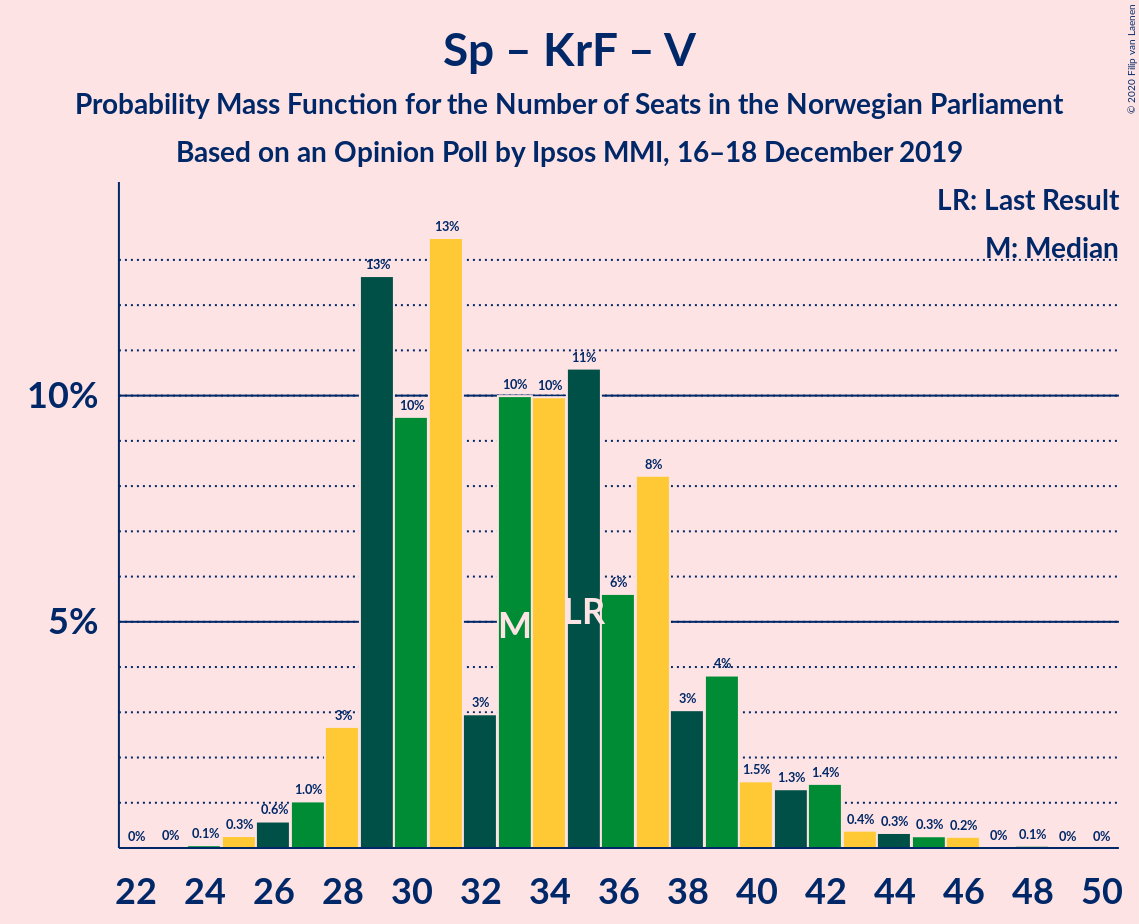 Sp – KrF – V
Probability Mass Function for the Number of Seats in the Norwegian Parliament
Based on an Opinion Poll by Ipsos MMI, 16–18 December 2019
© 2020 Filip van Laenen
LR: Last Result
M: Median
10%
5%
0% 0% 0.1% 0.3% 0.6% 1.0% 3% 13% 10% 13% 3% 10% 10% 11% 6% 8% 3% 4% 1.5% 1.3% 1.4% 0.4% 0.3% 0.3% 0.2% 0% 0.1% 0% 0%
M LR
22 24 26 28 30 32 34 36 38 40 42 44 46 48 50